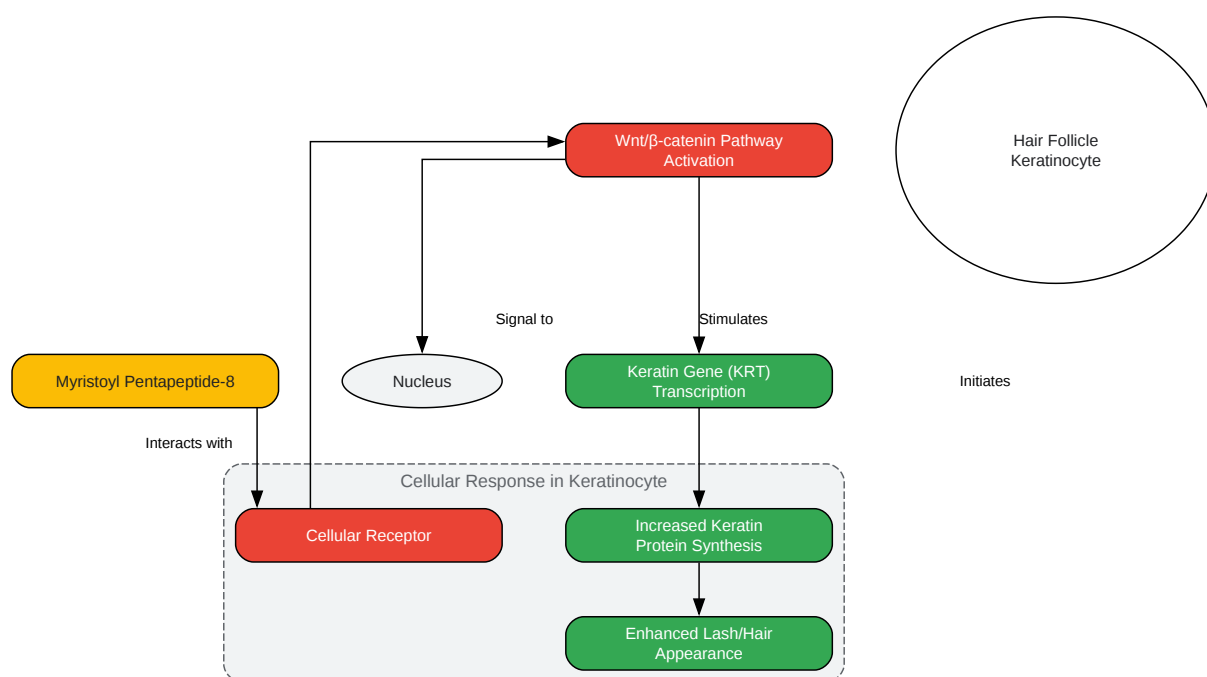 Wnt/β-catenin Pathway
Activation
Hair Follicle
Keratinocyte
Signal to
Stimulates
Myristoyl Pentapeptide-8
Nucleus
Keratin Gene (KRT)
Transcription
Initiates
Interacts with
Cellular Response in Keratinocyte
Cellular Receptor
Increased Keratin
Protein Synthesis
Enhanced Lash/Hair
Appearance